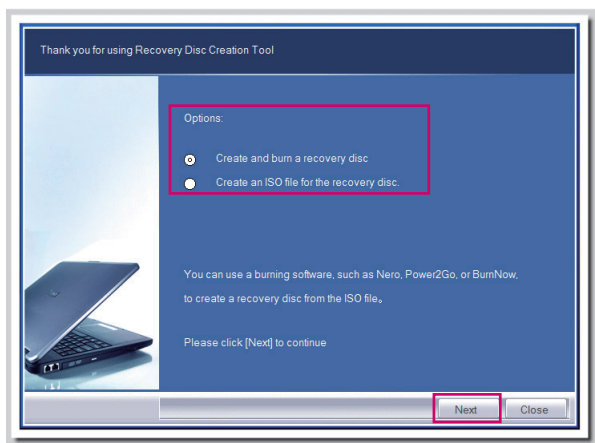 Thank you for using Recovery Disc Creation Tool
Options:
Create and burn a recovery disc
Create an ISO file for the recovery disc.
You can use a burning software, such as Nero, Power2Go, or BurnNow,
to create a recovery disc from the ISO file。
Please click [Next] to continue
Next
Close